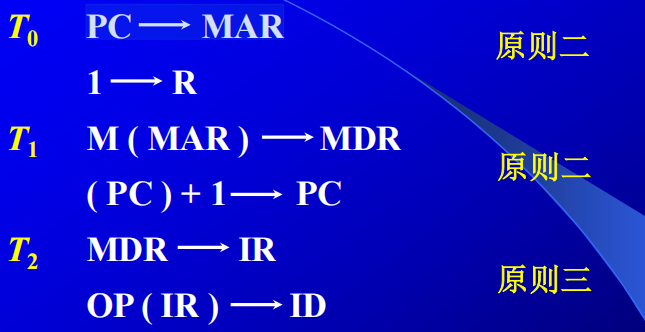 T0 PC → MAR 原则二
1 → R
T1 M ( MAR ) → MDR 原则二
( PC ) + 1 → PC
T2 MDR → IR 原则三
OP ( IR ) → ID